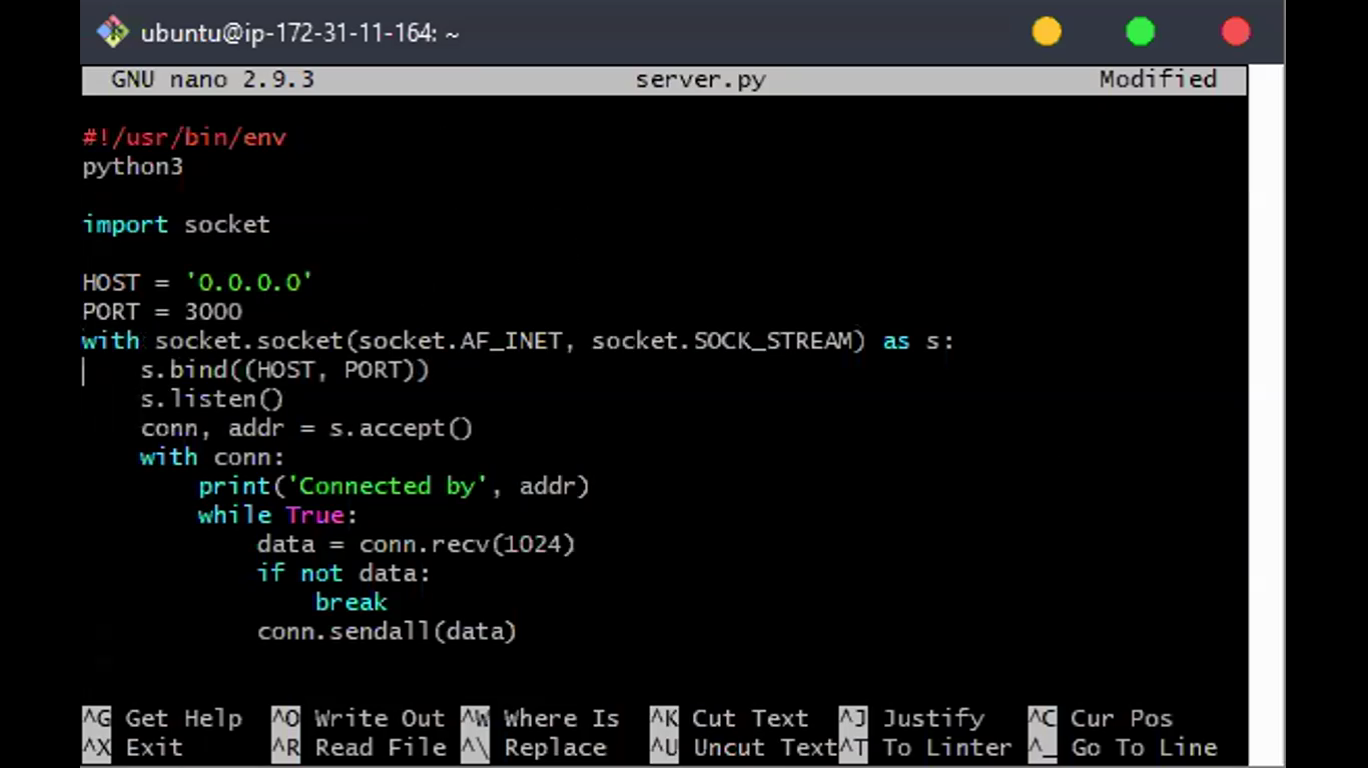 ubuntu@ip-172-31-11-164: ~
GNU nano 2.9.3 server.py Modified
#!/usr/bin/env
python3
import socket
HOST = '0.0.0.0'
PORT = 3000
with socket.socket(socket.AF_INET, socket.SOCK_STREAM) as s:
    s.bind((HOST, PORT))
    s.listen()
    conn, addr = s.accept()
    with conn:
        print('Connected by', addr)
        while True:
            data = conn.recv(1024)
            if not data:
                break
            conn.sendall(data)
^G Get Help ^O Write Out ^W Where Is ^K Cut Text ^J Justify ^C Cur Pos
^X Exit ^R Read File ^\ Replace ^U Uncut Text ^T To Linter ^_ Go To Line